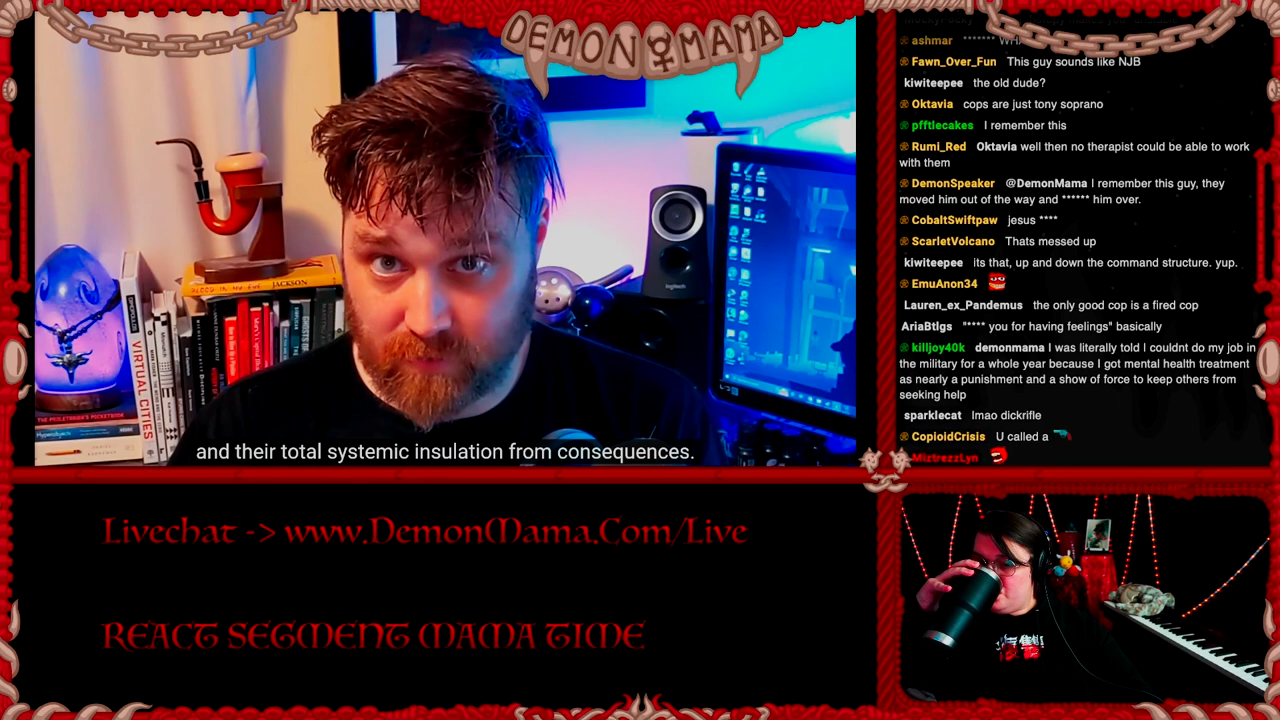 DEMON MAMA
ashmar ******* WH
Fawn_Over_Fun This guy sounds like NJB
kiwiteepee the old dude?
Oktavia cops are just tony soprano
pfftlecakes I remember this
Rumi_Red Oktavia well then no therapist could be able to work
with them
DemonSpeaker @DemonMama I remember this guy, they
moved him out of the way and ****** him over.
CobaltSwiftpaw jesus ****
ScarletVolcano Thats messed up
kiwiteepee its that, up and down the command structure. yup.
EmuAnon34
Lauren_ex_Pandemus the only good cop is a fired cop
AriaBtlgs "**** you for having feelings" basically
killjoy40k demonmama I was literally told I couldnt do my job in
the military for a whole year because I got mental health treatment
as nearly a punishment and a show of force to keep others from
seeking help
sparklecat lmao dickrifle
CopioidCrisis U called a
MiztrezzLyn
JACKSON
VIRTUAL CITIES
THE PROLETARIAN'S POCKETBOOK
logitech
and their total systemic insulation from consequences.
Livechat -> www.DemonMama.Com/Live
REACT SEGMENT MAMA TIME